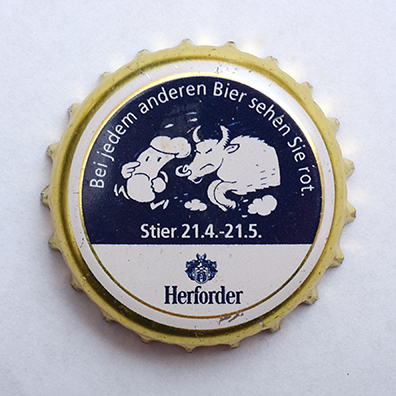 Bei jedem anderen Bier sehen Sie rot.
Stier 21.4.-21.5.
Herforder